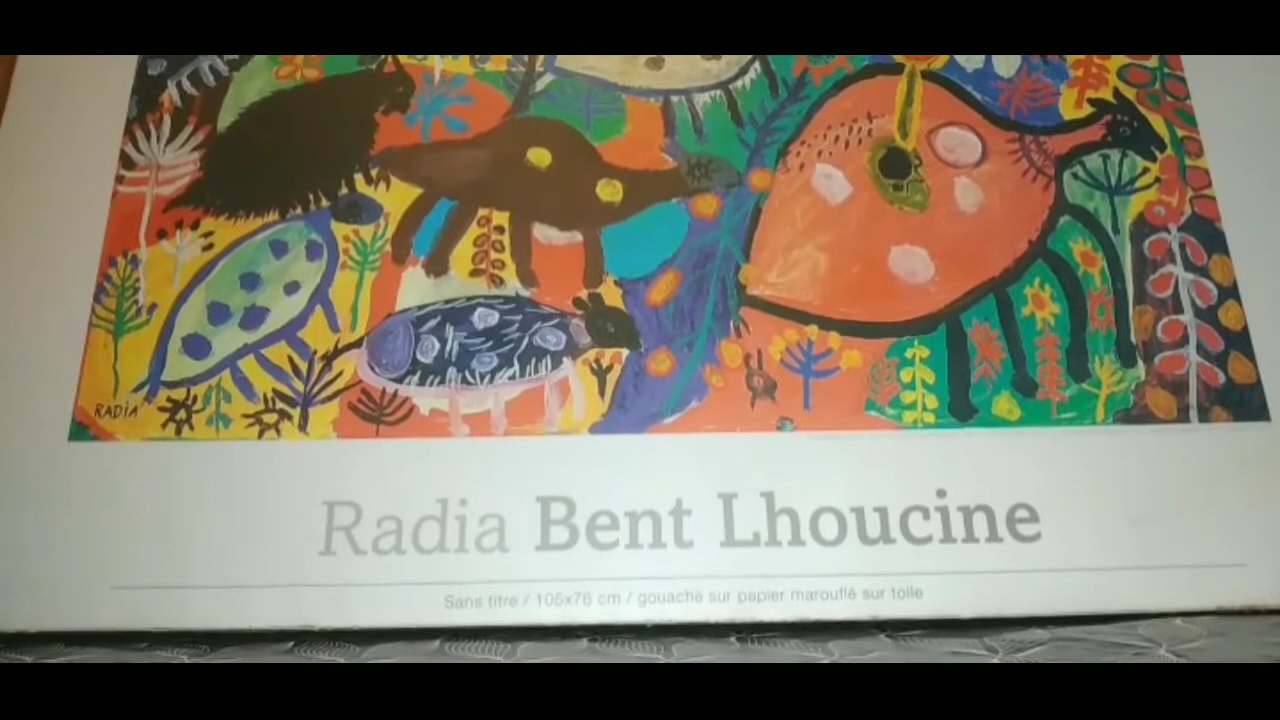 RADIA
Radia Bent Lhoucine
Sans titre / 105x76 cm / gouache sur papier marouflé sur toile